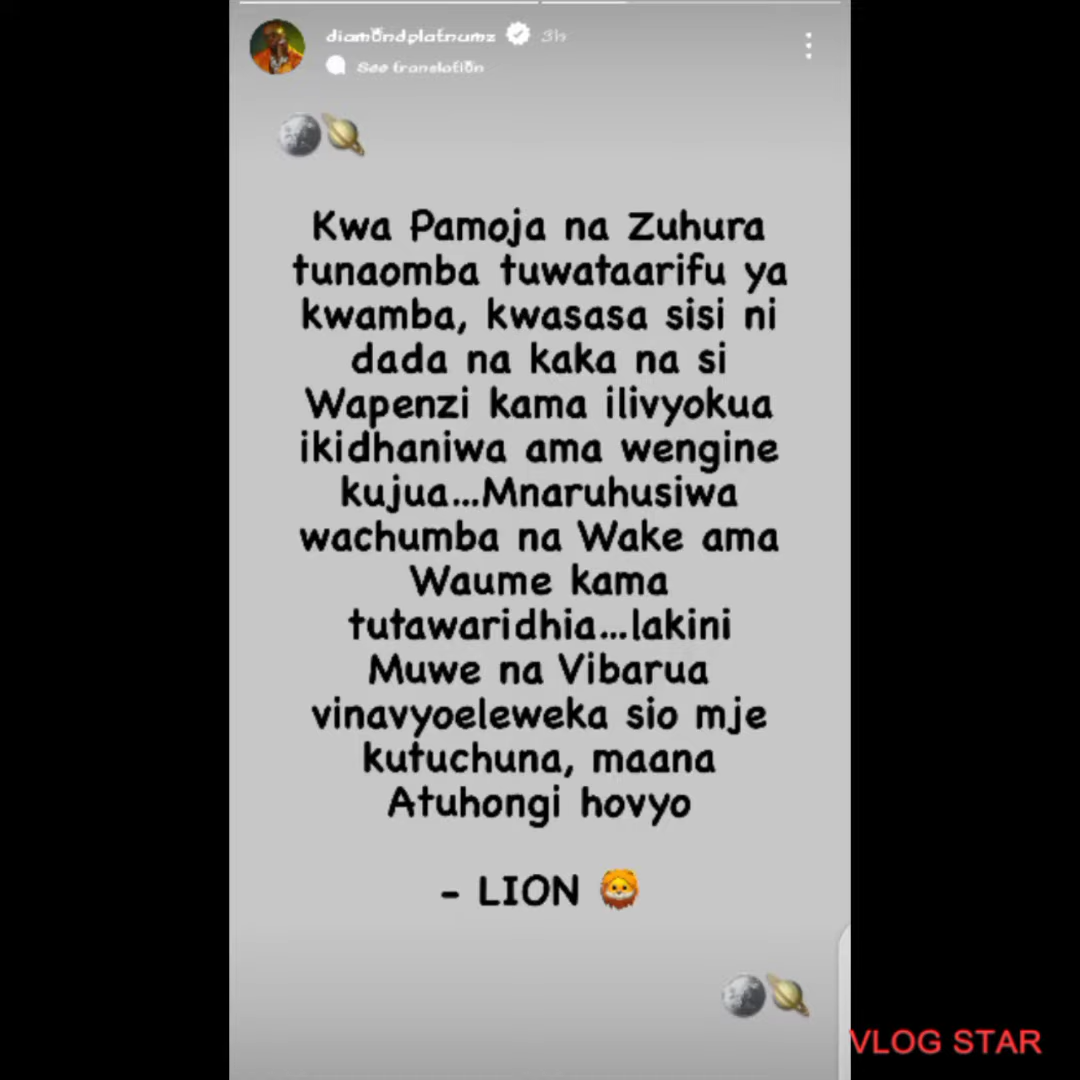 diamondplatnumz 3h
See translation
Kwa Pamoja na Zuhura
tunaomba tuwataarifu ya
kwamba, kwasasa sisi ni
dada na kaka na si
Wapenzi kama ilivyokua
ikidhaniwa ama wengine
kujua...Mnaruhusiwa
wachumba na Wake ama
Waume kama
tutawaridhia...lakini
Muwe na Vibarua
vinavyoeleweka sio mje
kutuchuna, maana
Atuhongi hovyo
- LION 🦁
VLOG STAR